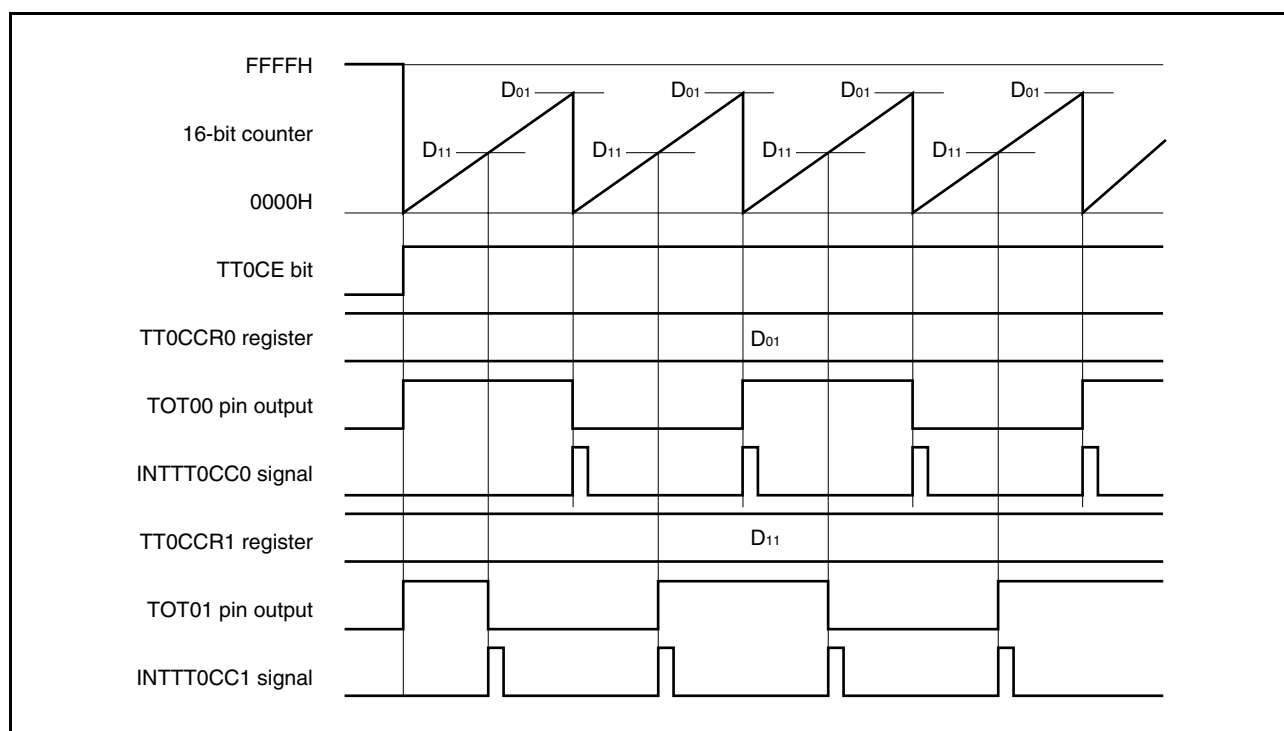 FFFFH
D01 D01 D01 D01
16-bit counter
D11 D11 D11 D11
0000H
TT0CE bit
TT0CCR0 register D01
TOT00 pin output
INTTT0CC0 signal
TT0CCR1 register D11
TOT01 pin output
INTTT0CC1 signal